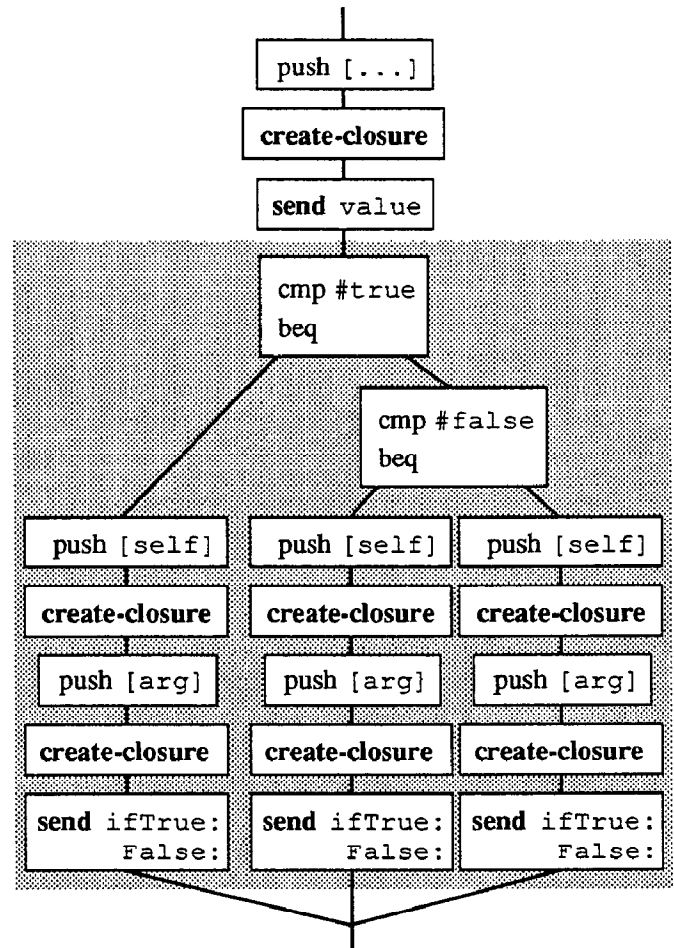 push [...]
create-closure
send value
cmp #true
beq
cmp #false
beq
push [self]
push [self]
push [self]
create-closure
create-closure
create-closure
push [arg]
push [arg]
push [arg]
create-closure
create-closure
create-closure
send ifTrue:
False:
send ifTrue:
False:
send ifTrue:
False: